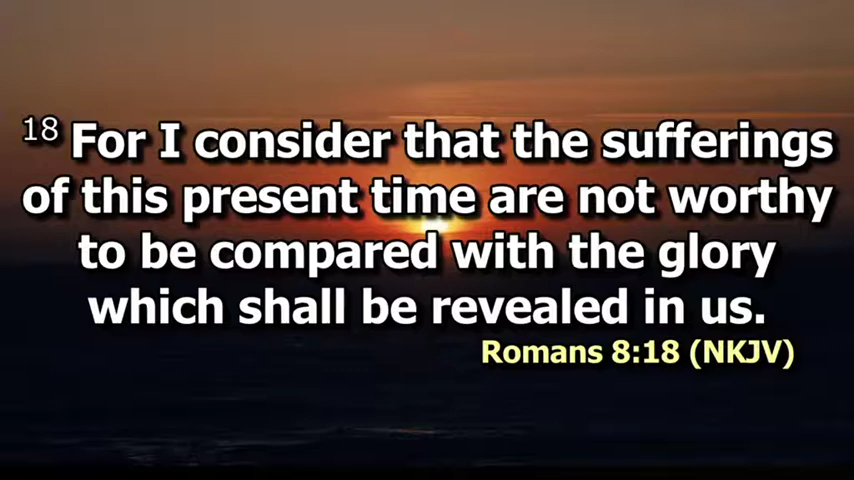 18 For I consider that the sufferings
of this present time are not worthy
to be compared with the glory
which shall be revealed in us.
Romans 8:18 (NKJV)